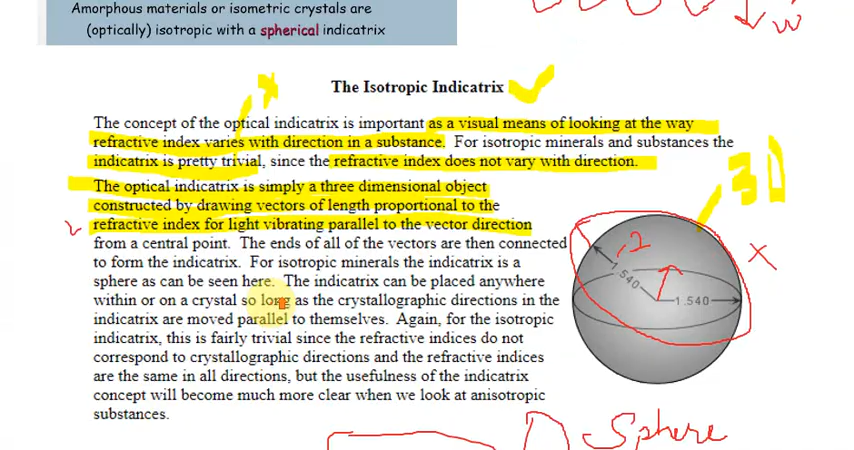 Amorphous materials or isometric crystals are
(optically) isotropic with a spherical indicatrix
The Isotropic Indicatrix
The concept of the optical indicatrix is important as a visual means of looking at the way
refractive index varies with direction in a substance. For isotropic minerals and substances the
indicatrix is pretty trivial, since the refractive index does not vary with direction.
The optical indicatrix is simply a three dimensional object
constructed by drawing vectors of length proportional to the
refractive index for light vibrating parallel to the vector direction
from a central point. The ends of all of the vectors are then connected
to form the indicatrix. For isotropic minerals the indicatrix is a
sphere as can be seen here. The indicatrix can be placed anywhere
within or on a crystal so long as the crystallographic directions in the
indicatrix are moved parallel to themselves. Again, for the isotropic
indicatrix, this is fairly trivial since the refractive indices do not
correspond to crystallographic directions and the refractive indices
are the same in all directions, but the usefulness of the indicatrix
concept will become much more clear when we look at anisotropic
substances.
3D
2
1.540
1.540
X
Sphere